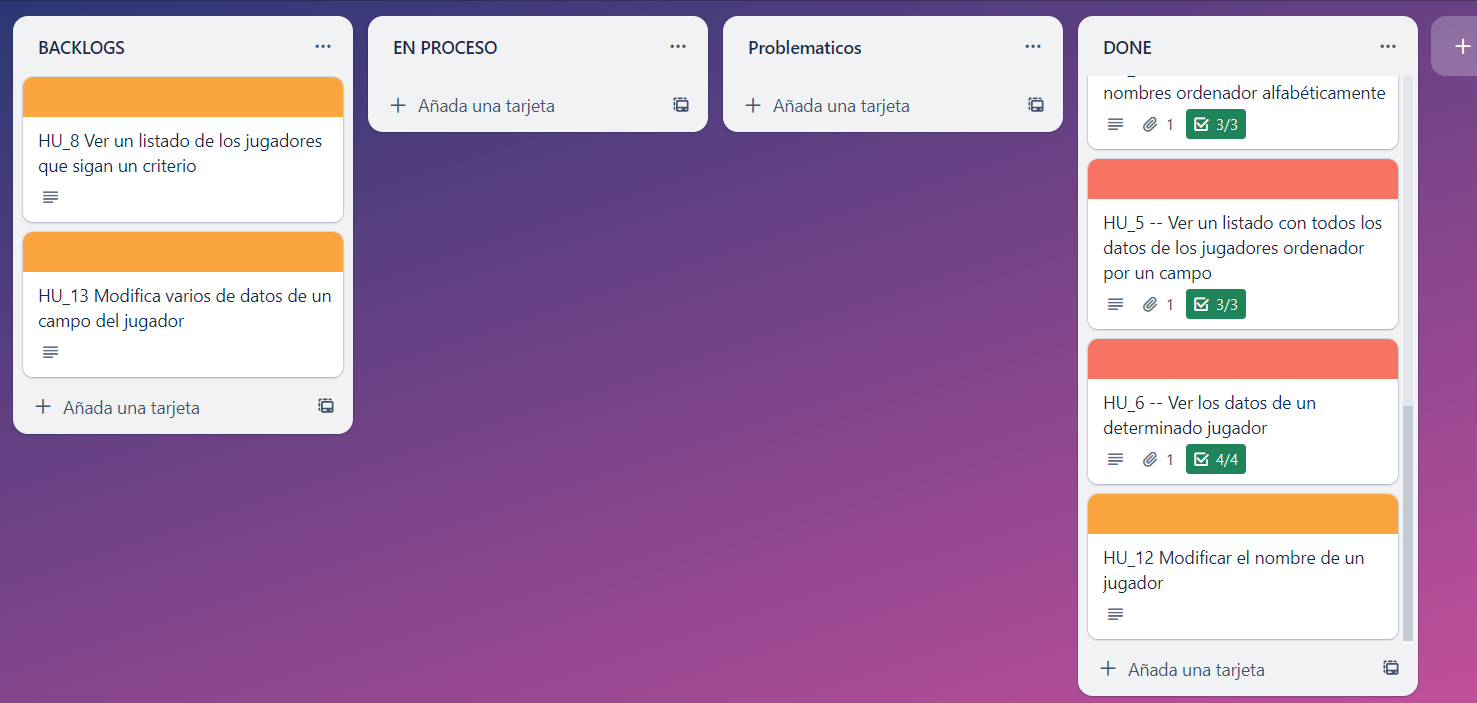 BACKLOGS
HU_8 Ver un listado de los jugadores
que sigan un criterio
HU_13 Modifica varios de datos de un
campo del jugador
Añada una tarjeta
EN PROCESO
Añada una tarjeta
Problematicos
Añada una tarjeta
DONE
nombres ordenador alfabéticamente
1 3/3
HU_5 -- Ver un listado con todos los
datos de los jugadores ordenador
por un campo
1 3/3
HU_6 -- Ver los datos de un
determinado jugador
1 4/4
HU_12 Modificar el nombre de un
jugador
Añada una tarjeta